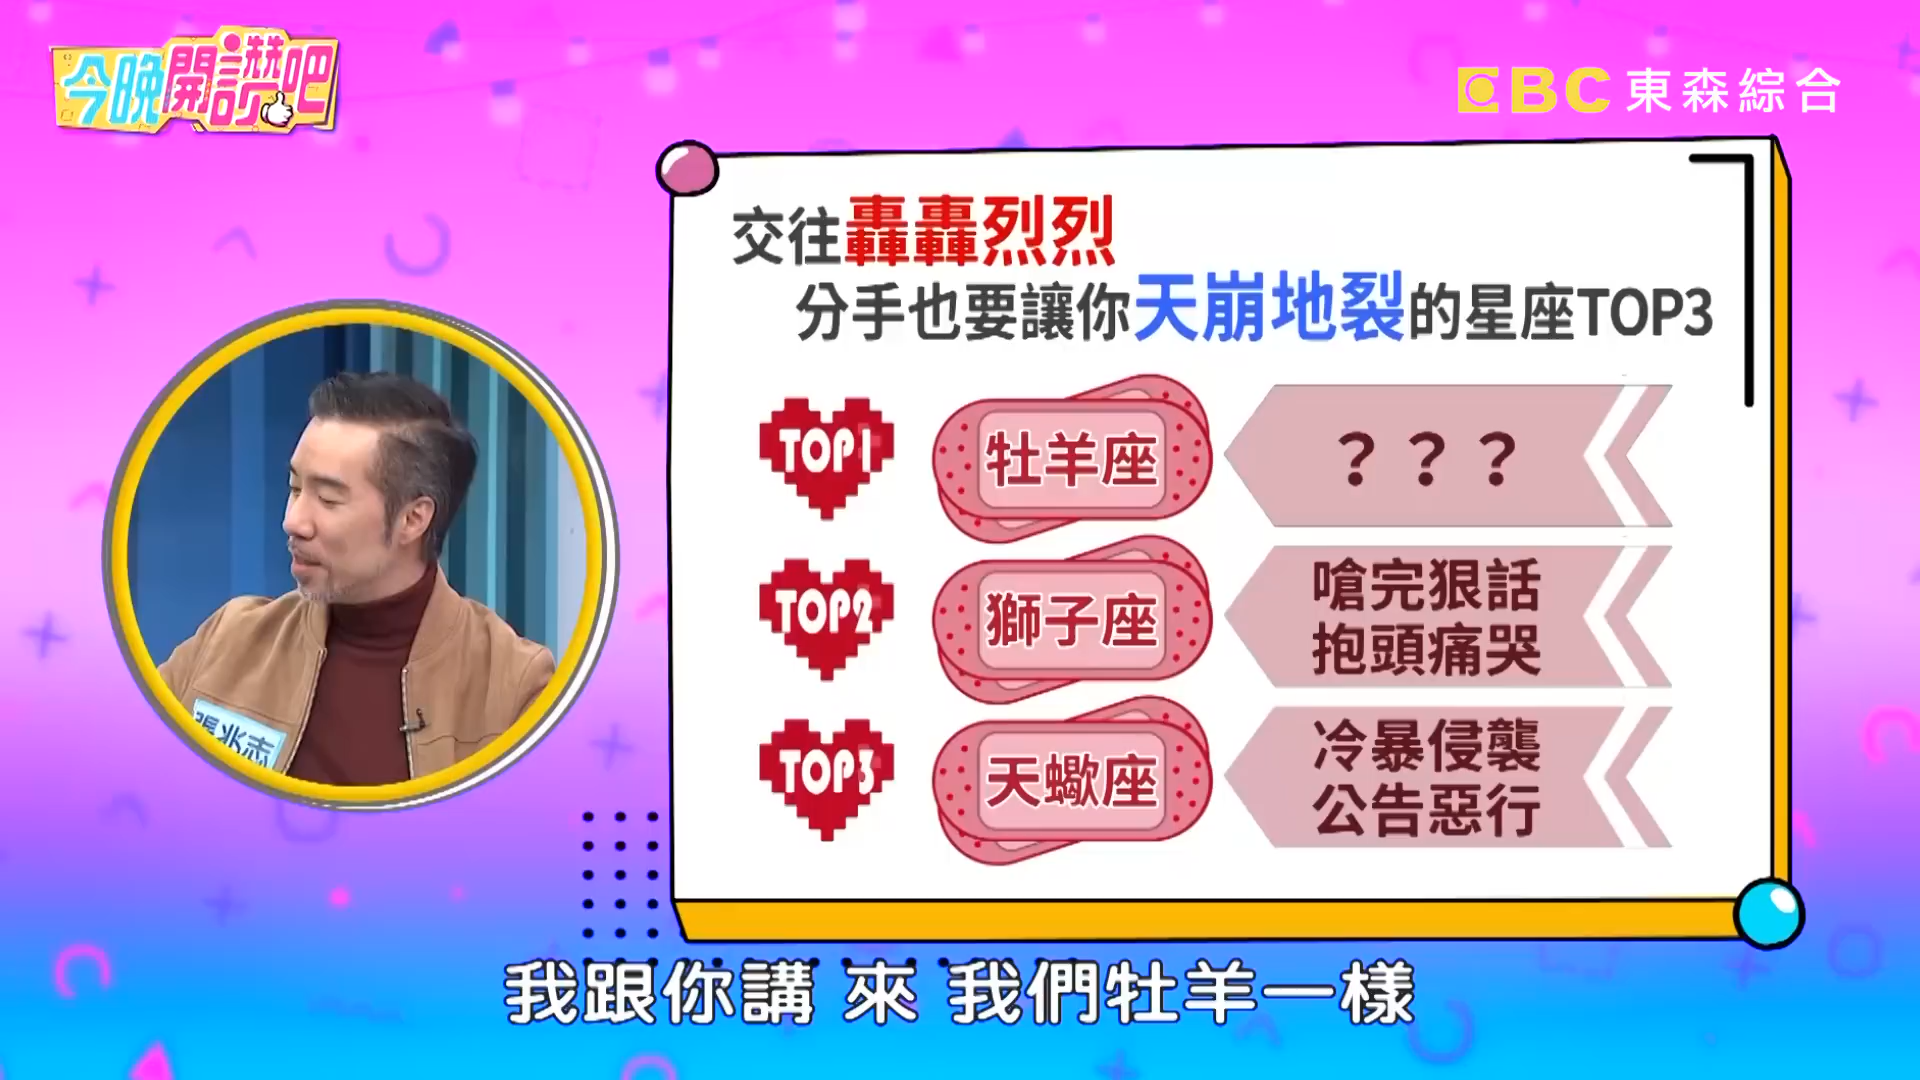 今晚開讚吧
EBC 東森綜合
交往轟轟烈烈
分手也要讓你天崩地裂的星座TOP3
TOP1 牡羊座 ？？？
TOP2 獅子座 嗆完狠話
抱頭痛哭
TOP3 天蠍座 冷暴侵襲
公告惡行
張兆志
我跟你講 來 我們牡羊一樣